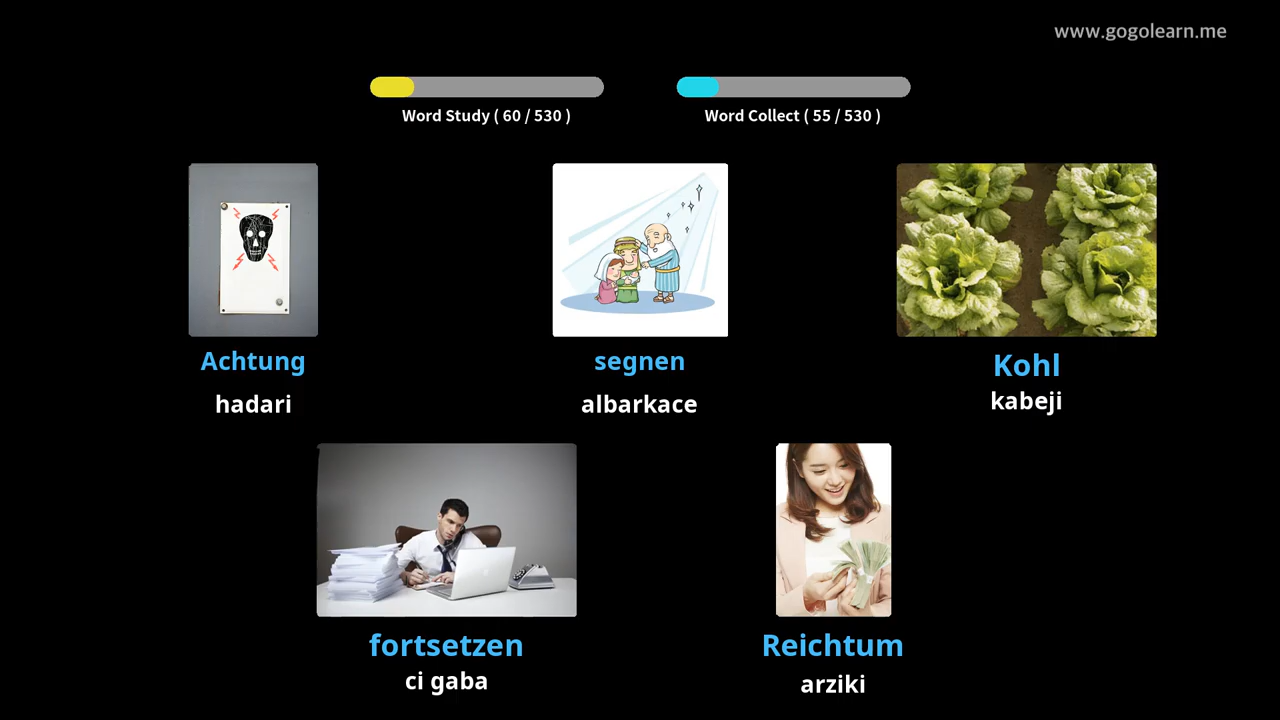 www.gogolearn.me
Word Study ( 60 / 530 )
Word Collect ( 55 / 530 )
Achtung
hadari
segnen
albarkace
Kohl
kabeji
fortsetzen
ci gaba
Reichtum
arziki